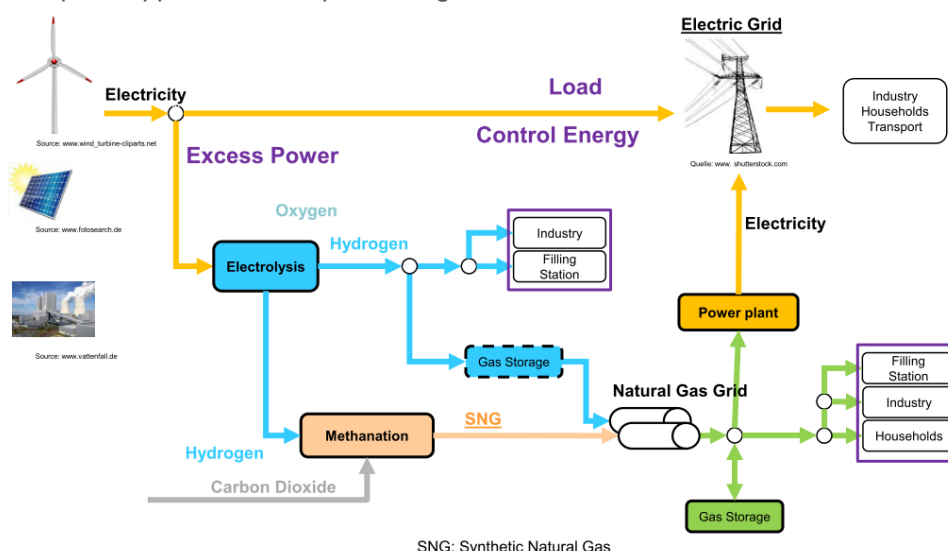 Electric Grid
Electricity
Load
Industry
Households
Transport
Source: www.wind_turbine-cliparts.net
Excess Power
Control Energy
Quelle: www. shutterstock.com
Source: www.fotosearch.de
Oxygen
Hydrogen
Industry
Filling
Station
Electricity
Electrolysis
Power plant
Source: www.vattenfall.de
Gas Storage
Natural Gas Grid
Filling
Station
Industry
Households
SNG
Methanation
Hydrogen
Carbon Dioxide
Gas Storage
SNG: Synthetic Natural Gas